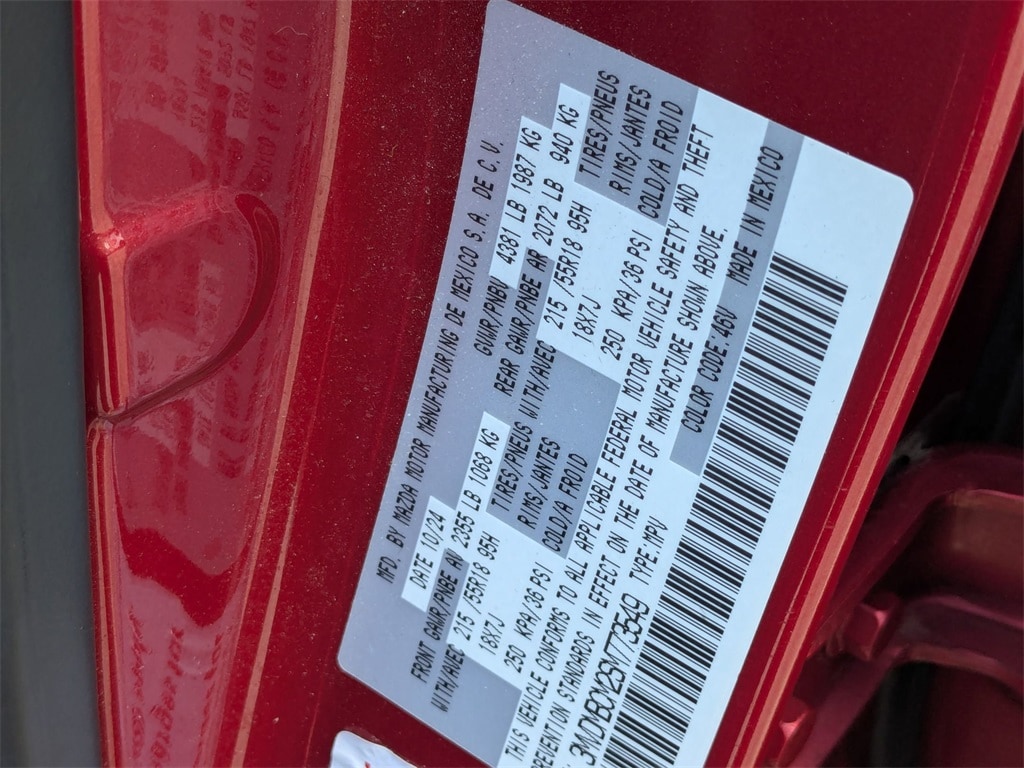 MFD. BY MAZDA MOTOR MANUFACTURING DE MEXICO S.A. DE C.V.
DATE 10/24 GVWR/PNBV 4381 LB 1987 KG
FRONT GAWR/PNBE AV 2355 LB 1068 KG REAR GAWR/PNBE AR 2072 LB 940 KG
WITH/AVEC 215 /55R18 95H TIRES/PNEUS WITH/AVEC 215 /55R18 95H TIRES/PNEUS
18X7J RIMS/JANTES 18X7J RIMS/JANTES
250 KPA/36 PSI COLD/A FROID 250 KPA/36 PSI COLD/A FROID
THIS VEHICLE CONFORMS TO ALL APPLICABLE FEDERAL MOTOR VEHICLE SAFETY AND THEFT
PREVENTION STANDARDS IN EFFECT ON THE DATE OF MANUFACTURE SHOWN ABOVE.
TYPE:MPV COLOR CODE:46V MADE IN MEXICO